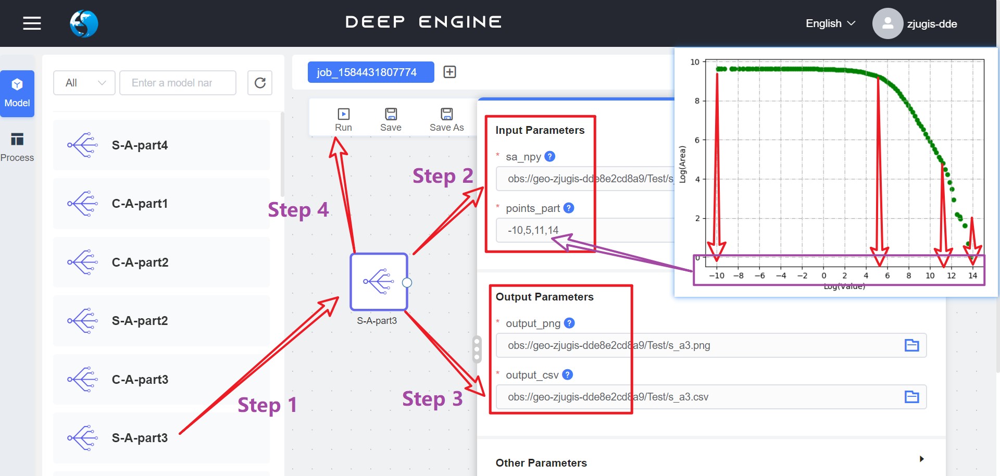 DEEP ENGINE
English
zjugis-dde
Model
Process
All
Enter a model nar
S-A-part4
C-A-part1
C-A-part2
S-A-part2
C-A-part3
S-A-part3
job_1584431807774
Run
Save
Save As
Step 1
Step 2
Step 3
Step 4
S-A-part3
Input Parameters
* sa_npy ?
obs://geo-zjugis-dde8e2cd8a9/Test/s_
* points_part ?
-10,5,11,14
Output Parameters
* output_png ?
obs://geo-zjugis-dde8e2cd8a9/Test/s_a3.png
* output_csv ?
obs://geo-zjugis-dde8e2cd8a9/Test/s_a3.csv
Other Parameters
Log(Area)
10
8
6
4
2
0
−10 −8 −6 −4 −2 0 2 4 6 8 10 12 14
Log(Value)